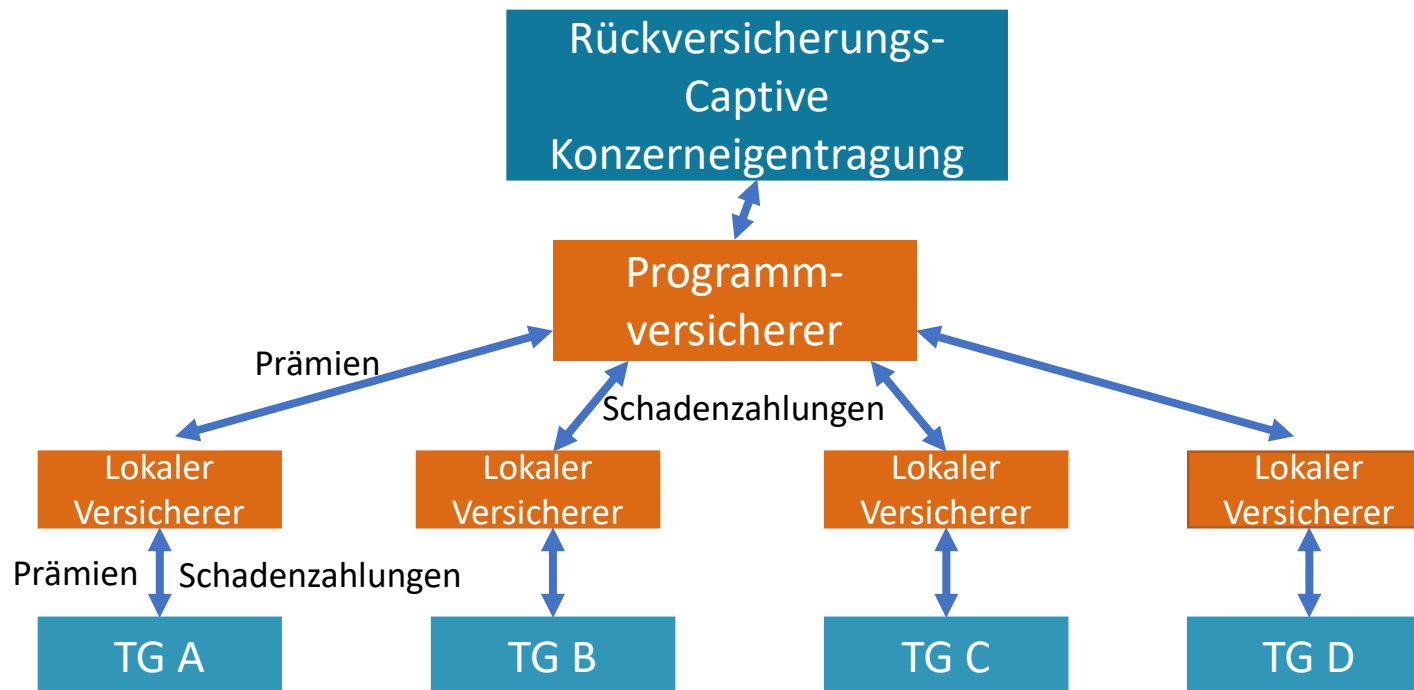 Rückversicherungs-
Captive
Konzerneigentragung
Programm-
versicherer
Prämien
Schadenzahlungen
Lokaler
Versicherer
Lokaler
Versicherer
Lokaler
Versicherer
Lokaler
Versicherer
Prämien
Schadenzahlungen
TG A
TG B
TG C
TG D